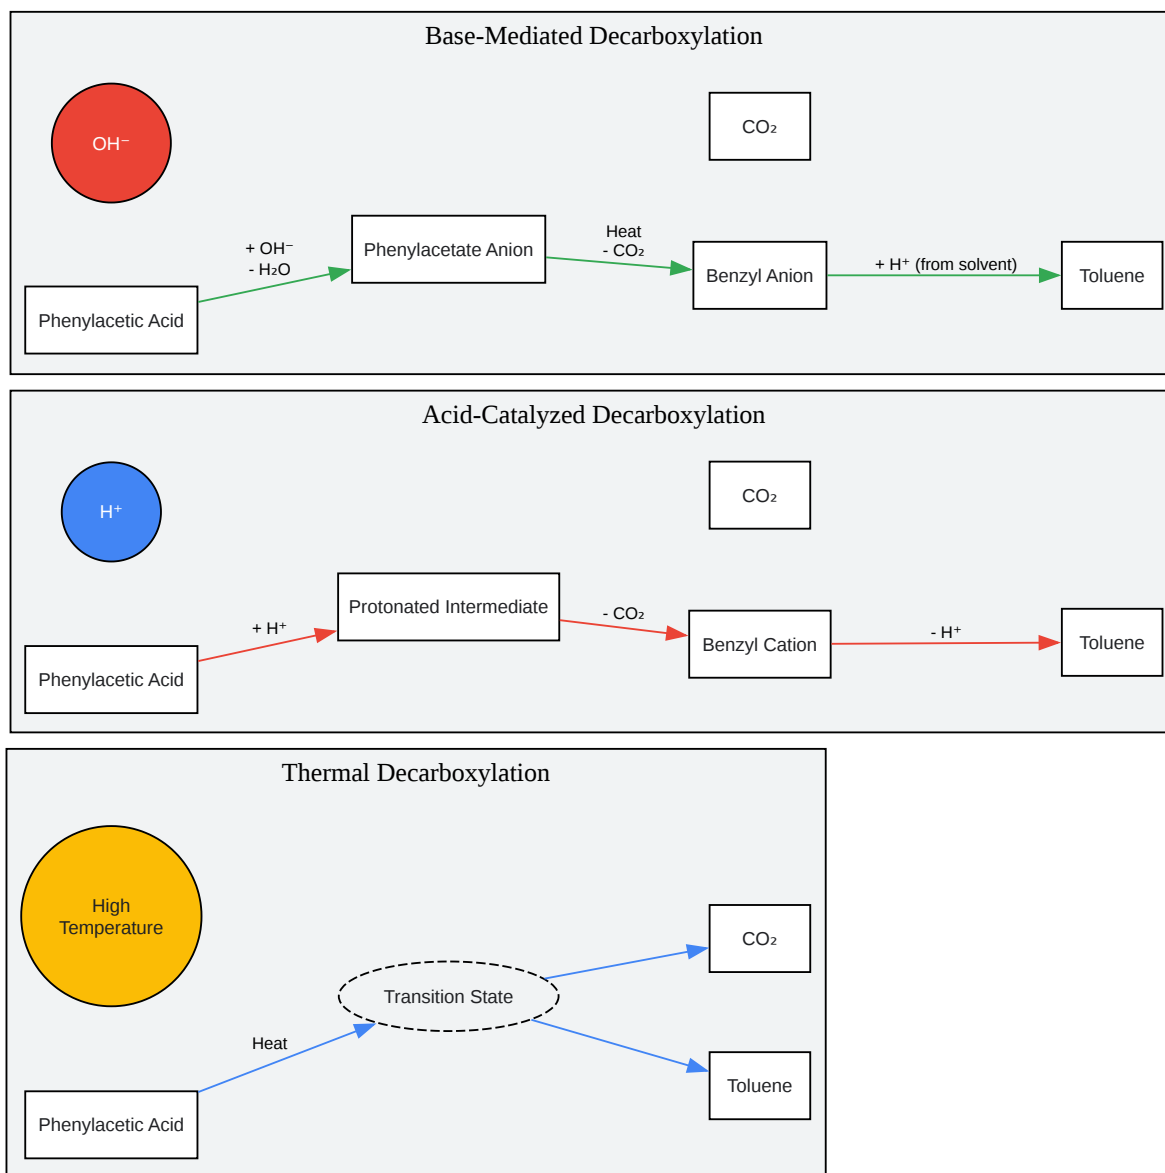 Base-Mediated Decarboxylation
OH⁻
CO₂
+ OH⁻
- H₂O
Phenylacetate Anion
Heat
- CO₂
Benzyl Anion
+ H⁺ (from solvent)
Toluene
Phenylacetic Acid
Acid-Catalyzed Decarboxylation
H⁺
CO₂
+ H⁺
Protonated Intermediate
- CO₂
Benzyl Cation
- H⁺
Toluene
Phenylacetic Acid
Thermal Decarboxylation
High
Temperature
CO₂
Transition State
Heat
Toluene
Phenylacetic Acid